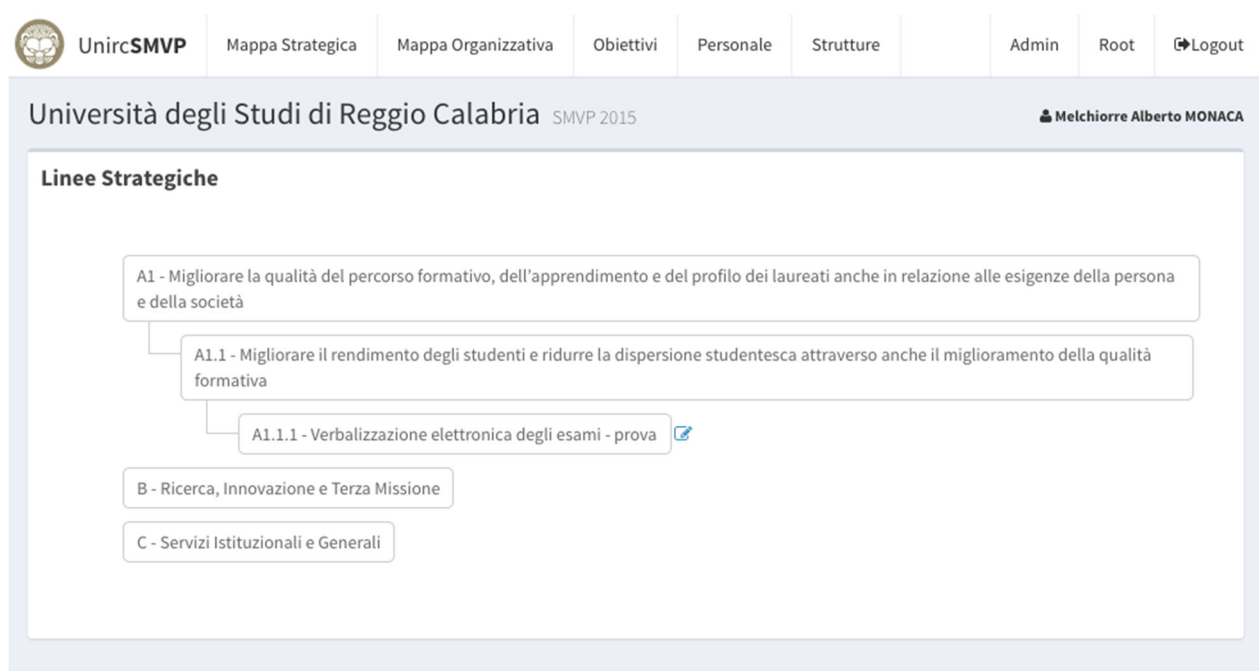 UnircSMVP Mappa Strategica Mappa Organizzativa Obiettivi Personale Strutture Admin Root Logout
Università degli Studi di Reggio Calabria SMVP 2015 Melchiorre Alberto MONACA
Linee Strategiche
A1 - Migliorare la qualità del percorso formativo, dell'apprendimento e del profilo dei laureati anche in relazione alle esigenze della persona
e della società
A1.1 - Migliorare il rendimento degli studenti e ridurre la dispersione studentesca attraverso anche il miglioramento della qualità
formativa
A1.1.1 - Verbalizzazione elettronica degli esami - prova
B - Ricerca, Innovazione e Terza Missione
C - Servizi Istituzionali e Generali